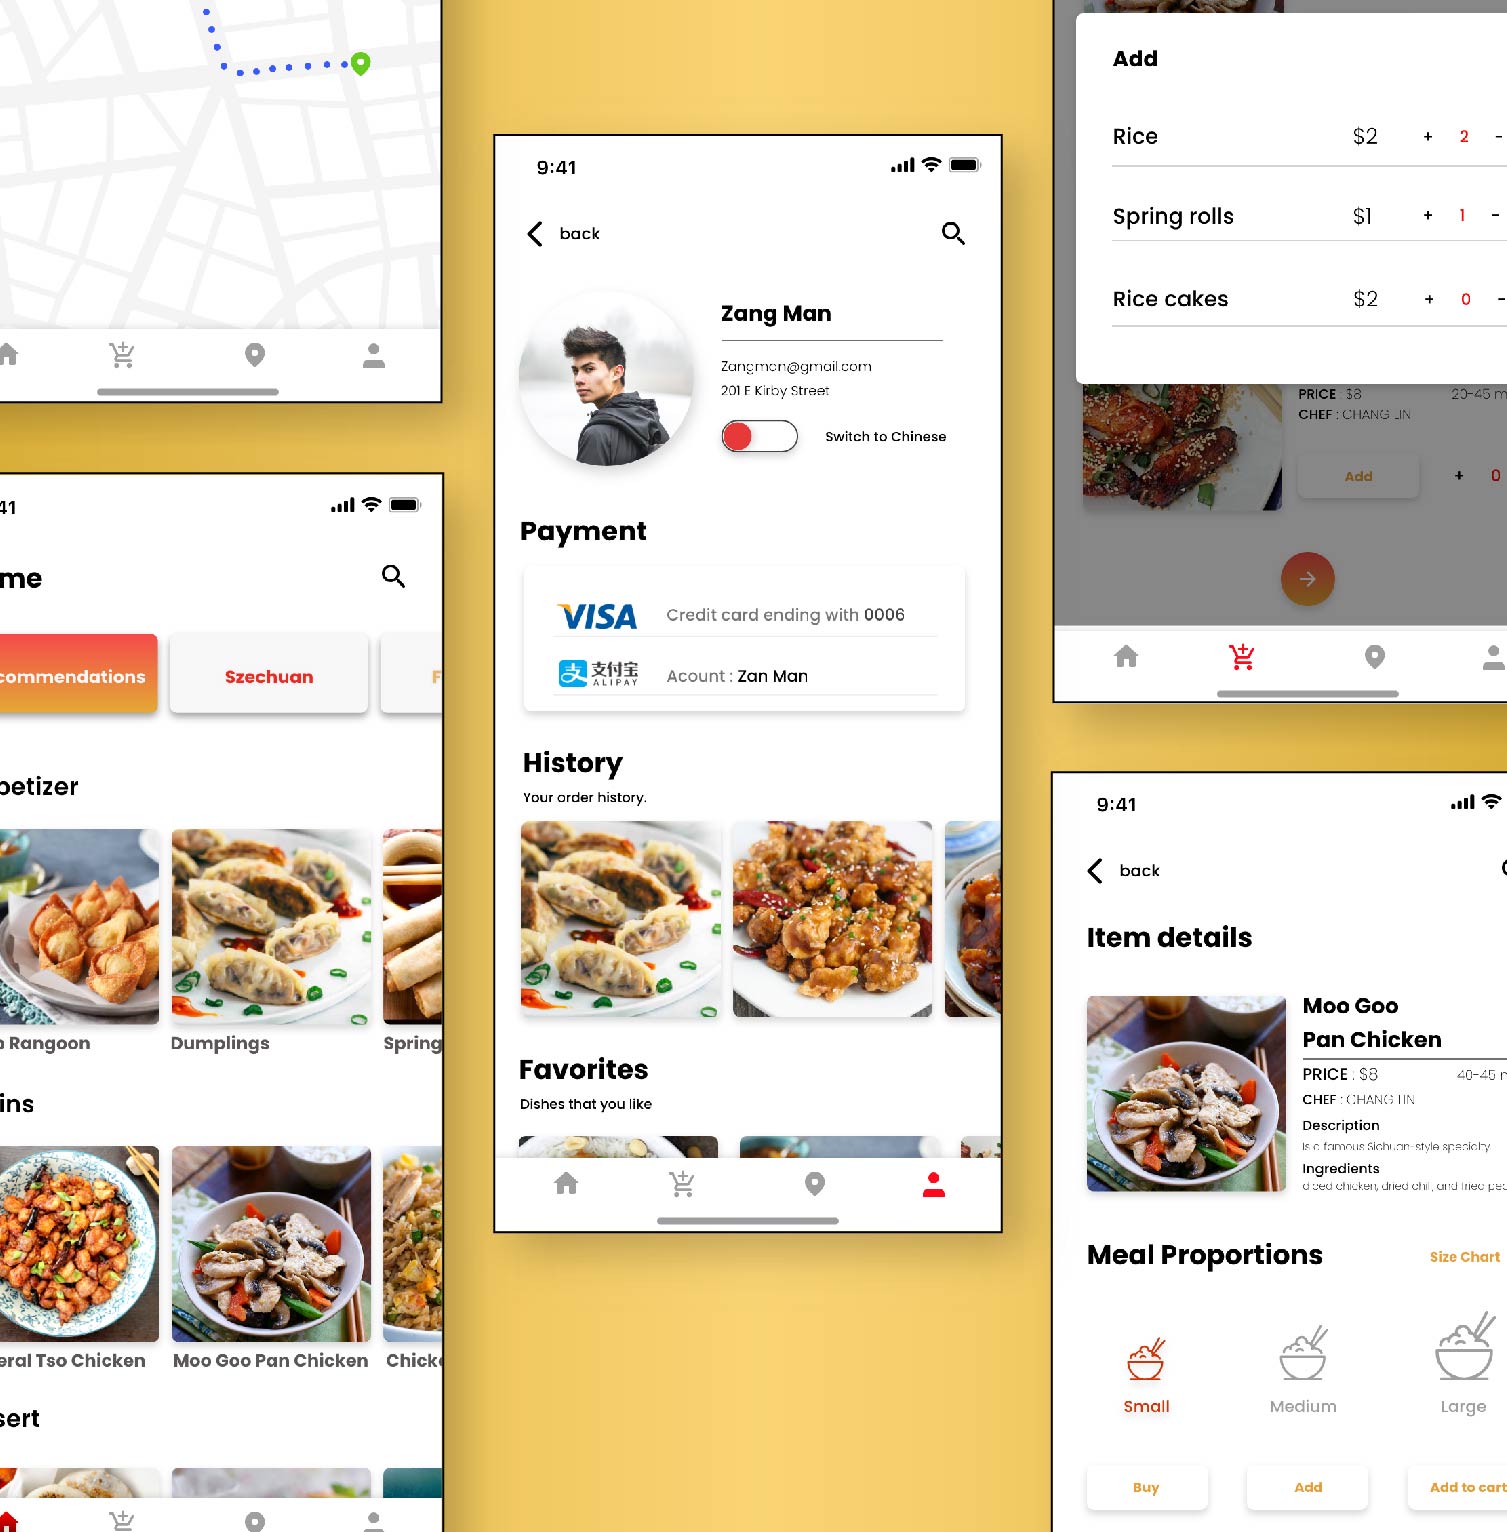 9:41
back
Zang Man
Zangman@gmail.com
201 E Kirby Street
Switch to Chinese
Payment
VISA
Credit card ending with 0006
支付宝
ALIPAY
Acount : Zan Man
History
Your order history.
Favorites
Dishes that you like
41
me
commendations
Szechuan
F
petizer
Rangoon
Dumplings
Spring
ins
eral Tso Chicken
Moo Goo Pan Chicken
Chick
sert
Add
Rice $2 + 2 -
Spring rolls $1 + 1 -
Rice cakes $2 + 0 -
PRICE : $8 20-45 m
CHEF : CHANG LIN
Add + 0
9:41
back
Item details
Moo Goo
Pan Chicken
PRICE : $8 40-45 m
CHEF : CHANG LIN
Description
Is a famous Sichuan-style specialty
Ingredients
diced chicken, dried chili, and fried pe
Meal Proportions
Size Chart
Small
Medium
Large
Buy
Add
Add to cart